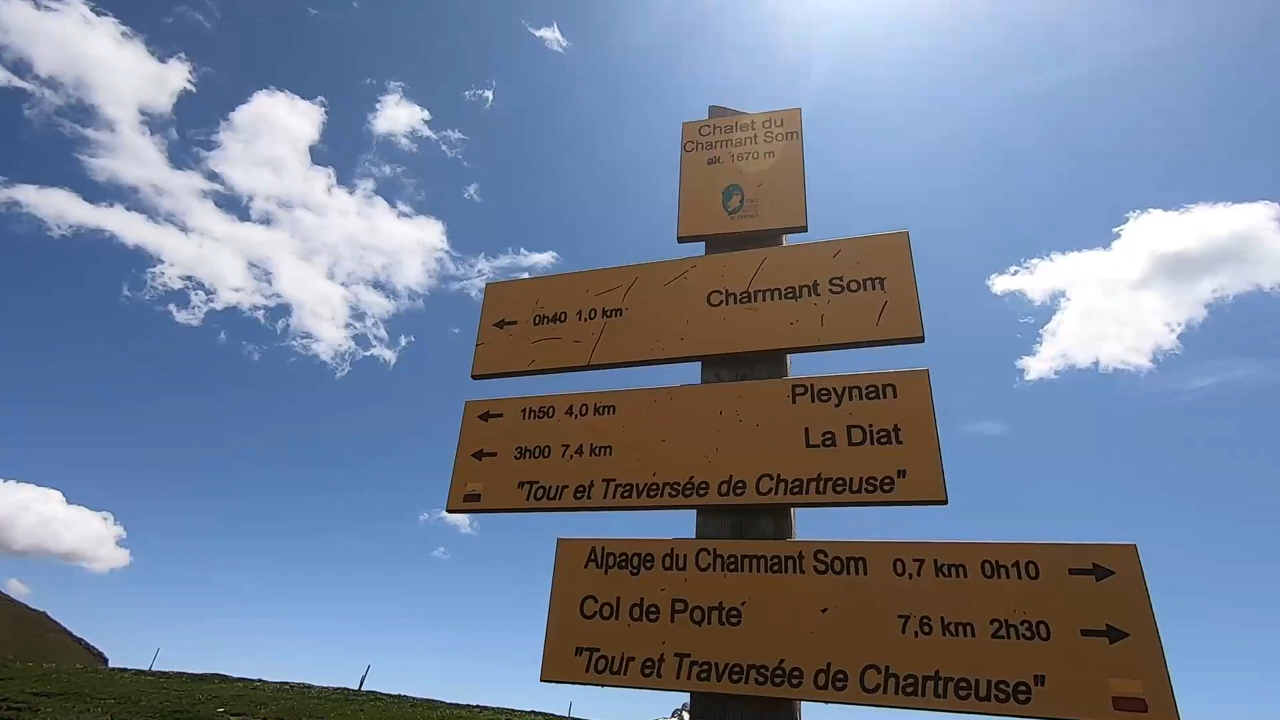 Chalet du
Charmant Som
alt. 1670 m
0h40 1,0 km Charmant Som
1h50 4,0 km Pleynan
3h00 7,4 km La Diat
"Tour et Traversée de Chartreuse"
Alpage du Charmant Som 0,7 km 0h10
Col de Porte 7,6 km 2h30
"Tour et Traversée de Chartreuse"